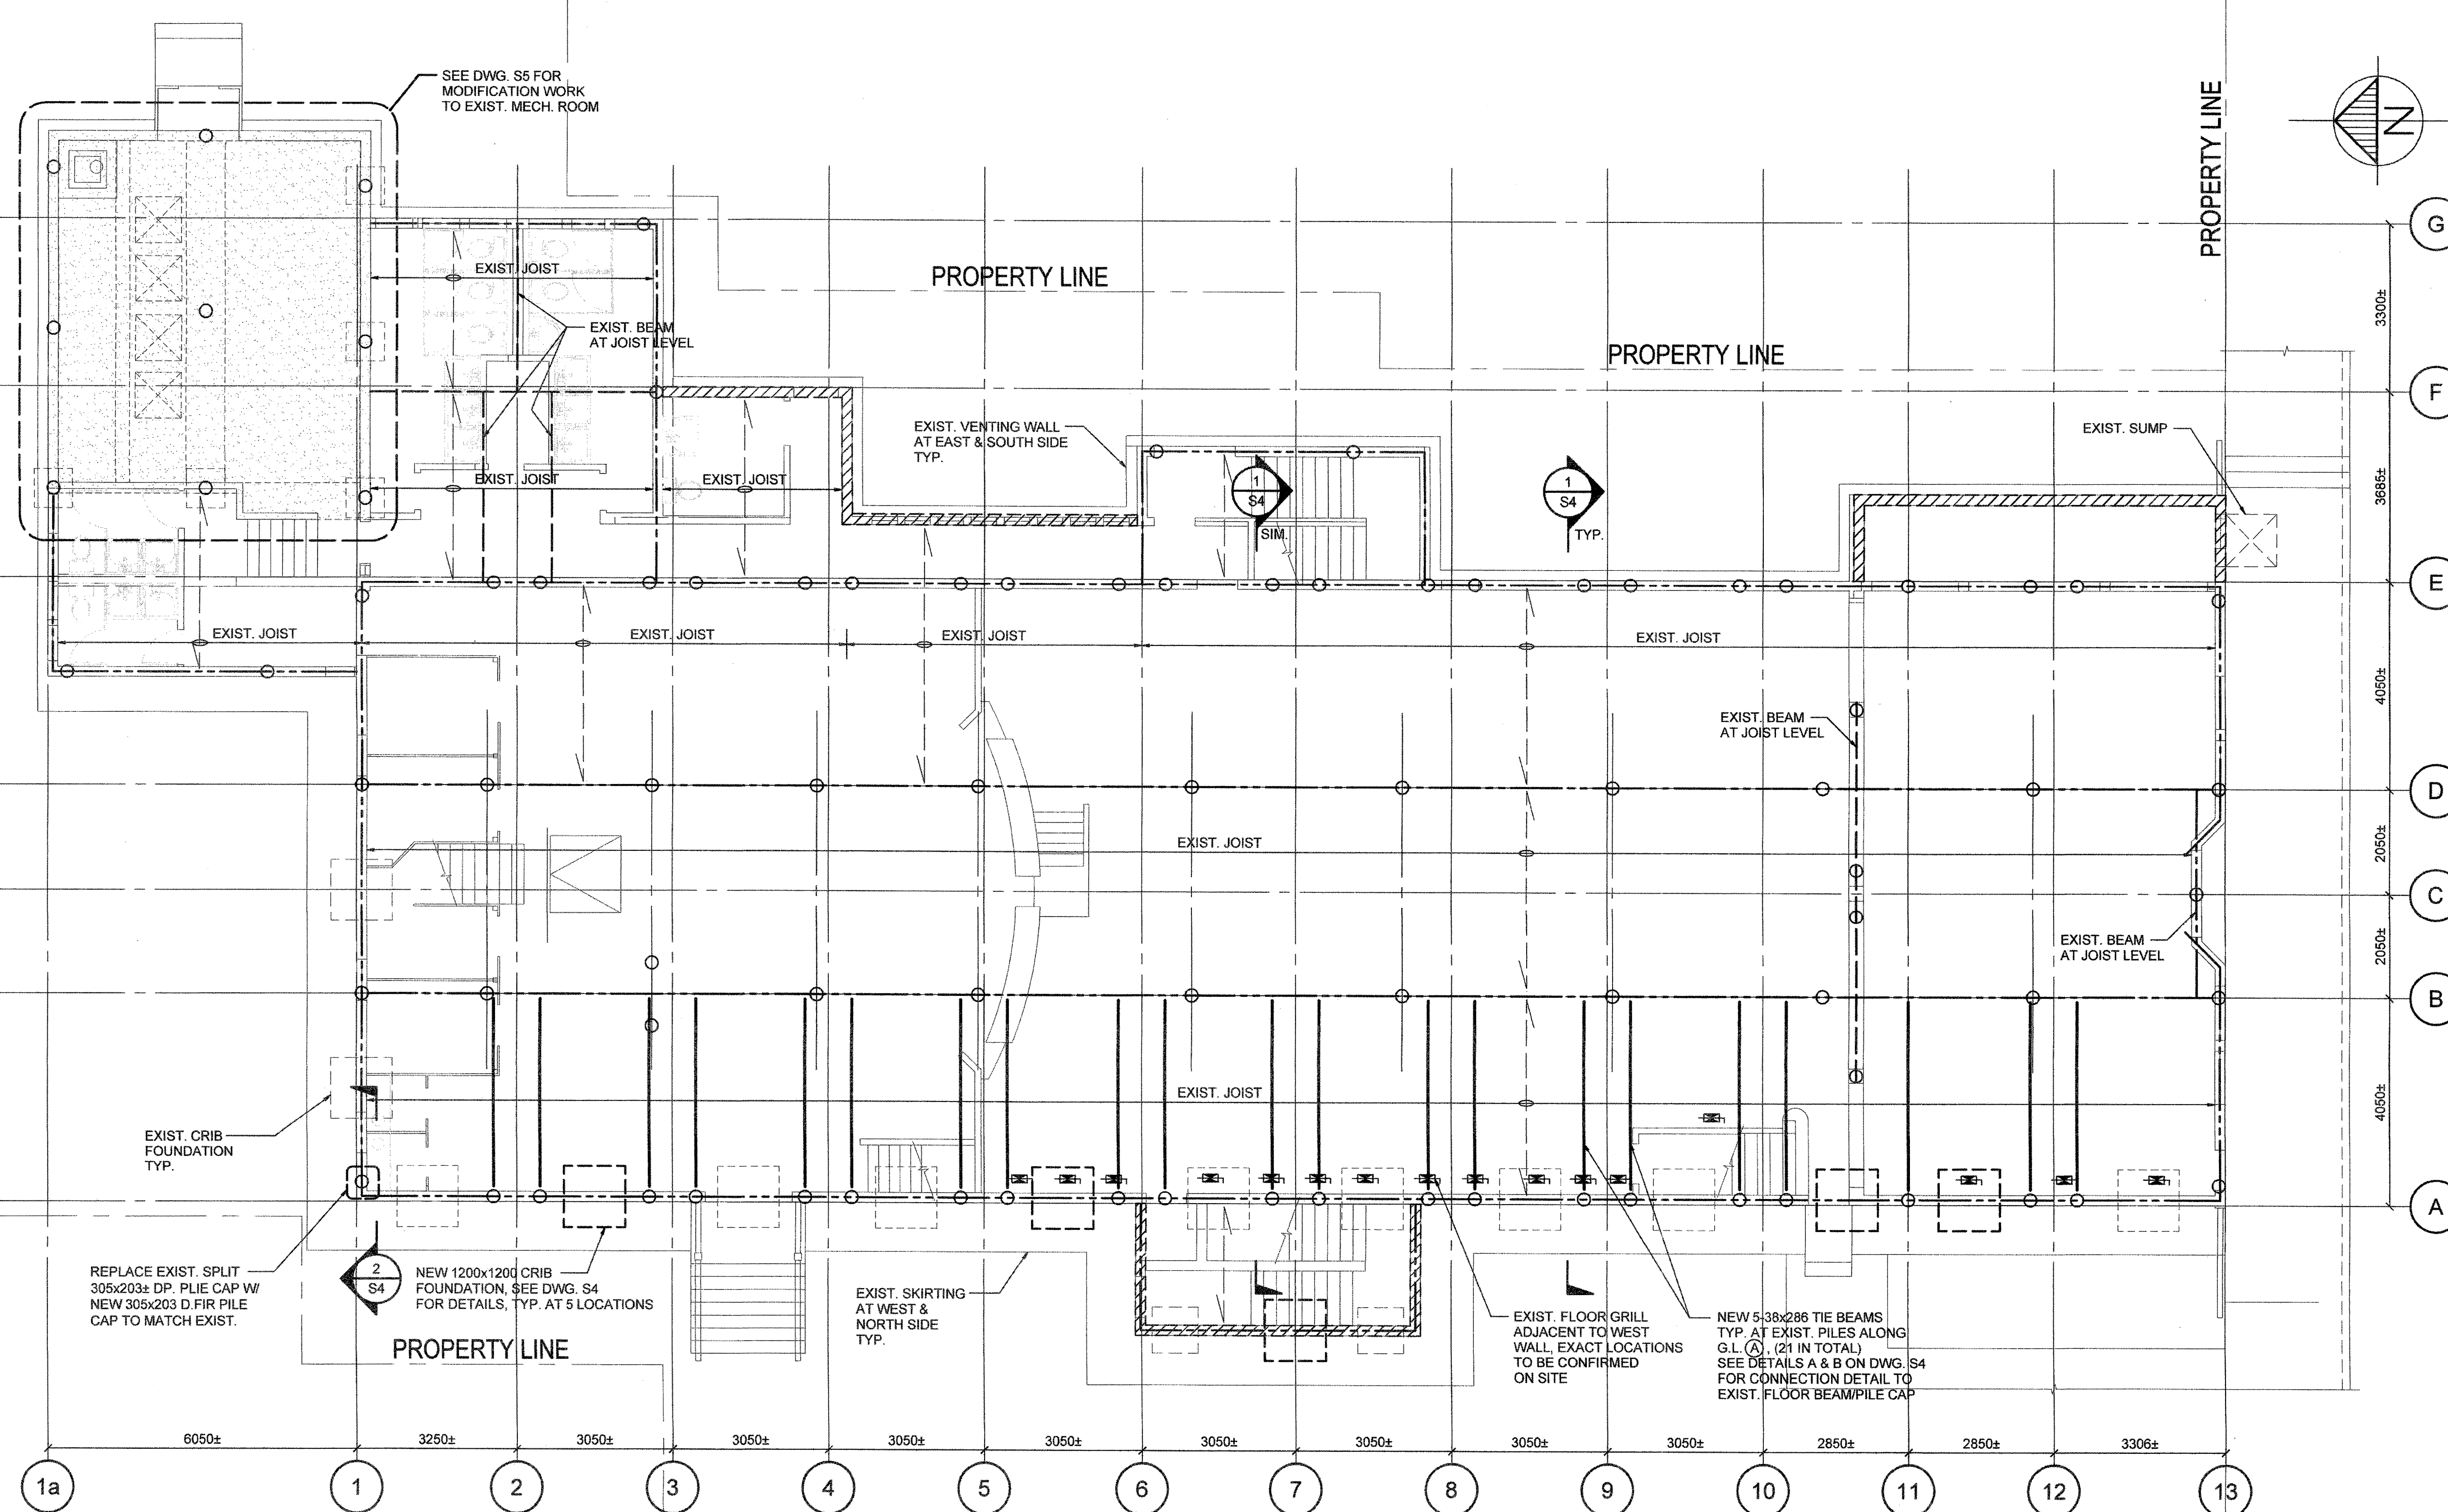 SEE DWG. S5 FOR
MODIFICATION WORK
TO EXIST. MECH. ROOM
PROPERTY LINE
N
G
EXIST. JOIST
PROPERTY LINE
3300±
EXIST. BEAM
AT JOIST LEVEL
PROPERTY LINE
F
EXIST. VENTING WALL
AT EAST & SOUTH SIDE
TYP.
EXIST. SUMP
EXIST. JOIST
EXIST. JOIST
1
S4
SIM.
1
S4
TYP.
3685±
E
EXIST. JOIST
EXIST. JOIST
EXIST. JOIST
EXIST. JOIST
4050±
EXIST. BEAM
AT JOIST LEVEL
D
EXIST. JOIST
2050±
C
EXIST. BEAM
AT JOIST LEVEL
2050±
B
EXIST. JOIST
4050±
EXIST. CRIB
FOUNDATION
TYP.
A
REPLACE EXIST. SPLIT
305x203± DP. PLIE CAP W/
NEW 305x203 D.FIR PILE
CAP TO MATCH EXIST.
2
S4
NEW 1200x1200 CRIB
FOUNDATION, SEE DWG. S4
FOR DETAILS, TYP. AT 5 LOCATIONS
PROPERTY LINE
EXIST. SKIRTING
AT WEST &
NORTH SIDE
TYP.
EXIST. FLOOR GRILL
ADJACENT TO WEST
WALL, EXACT LOCATIONS
TO BE CONFIRMED
ON SITE
NEW 5-38x286 TIE BEAMS
TYP. AT EXIST. PILES ALONG
G.L. A , (21 IN TOTAL)
SEE DETAILS A & B ON DWG. S4
FOR CONNECTION DETAIL TO
EXIST. FLOOR BEAM/PILE CAP
6050± 3250± 3050± 3050± 3050± 3050± 3050± 3050± 3050± 3050± 2850± 2850± 3306±
1a 1 2 3 4 5 6 7 8 9 10 11 12 13